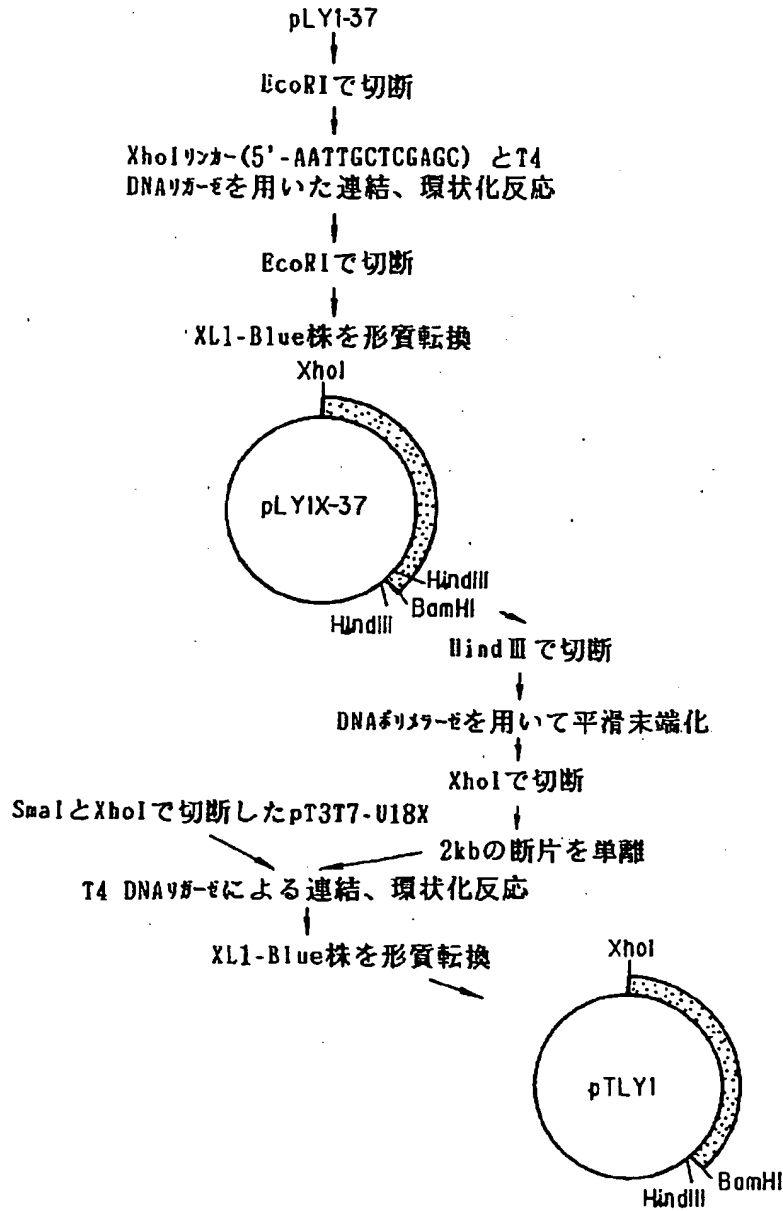 pLY1-37
EcoRIで切断
XhoIリンカー(5'-AATTGCTCGAGC) とT4
DNAリガーゼを用いた連結、環状化反応
EcoRIで切断
XL1-Blue株を形質転換
XhoI
pLY1X-37
HindIII
BamHI
HindIII
HindⅢで切断
DNAポリメラーゼを用いて平滑末端化
XhoIで切断
SmaIとXhoIで切断したpT3T7-U18X
2kbの断片を単離
T4 DNAリガーゼによる連結、環状化反応
XL1-Blue株を形質転換
XhoI
pTLY1
BamHI
HindIII